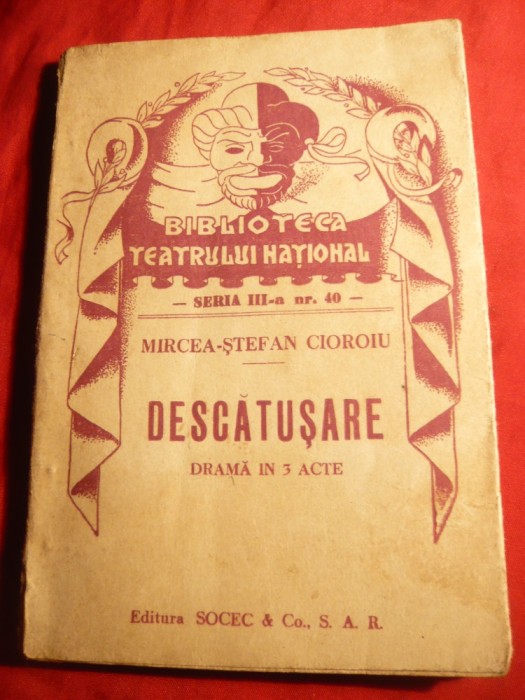 BIBLIOTECA
TEATRULUI NAȚIONAL
— SERIA III-a nr. 40 —
MIRCEA-ȘTEFAN CIOROIU
DESCĂTUȘARE
DRAMĂ IN 3 ACTE
Editura SOCEC & Co., S. A. R.